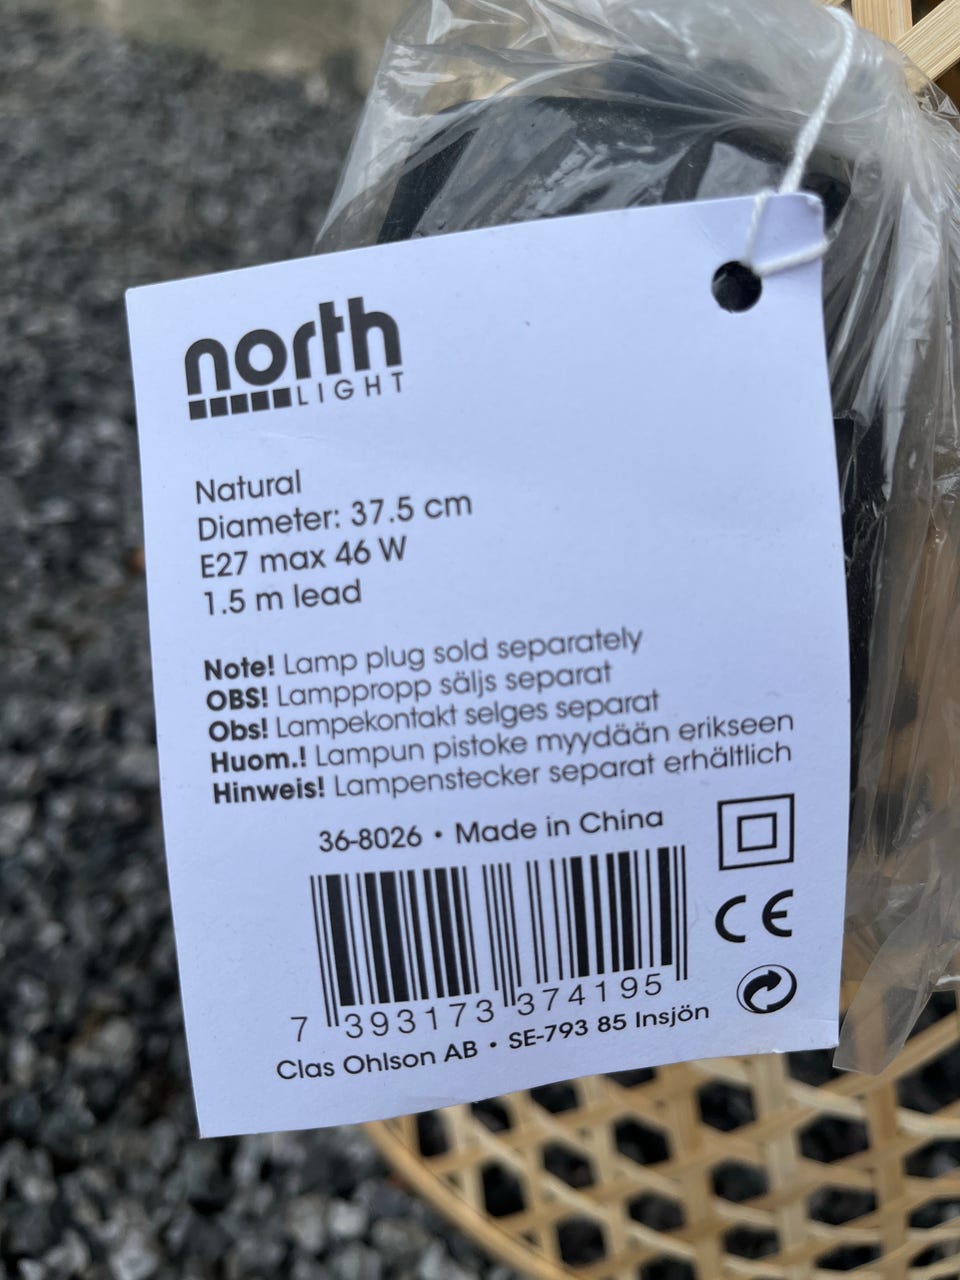 north
LIGHT
Natural
Diameter: 37.5 cm
E27 max 46 W
1.5 m lead
Note! Lamp plug sold separately
OBS! Lamppropp säljs separat
Obs! Lampekontakt selges separat
Huom.! Lampun pistoke myydään erikseen
Hinweis! Lampenstecker separat erhältlich
36-8026 • Made in China
CE
7 393173 374195
Clas Ohlson AB • SE-793 85 Insjön